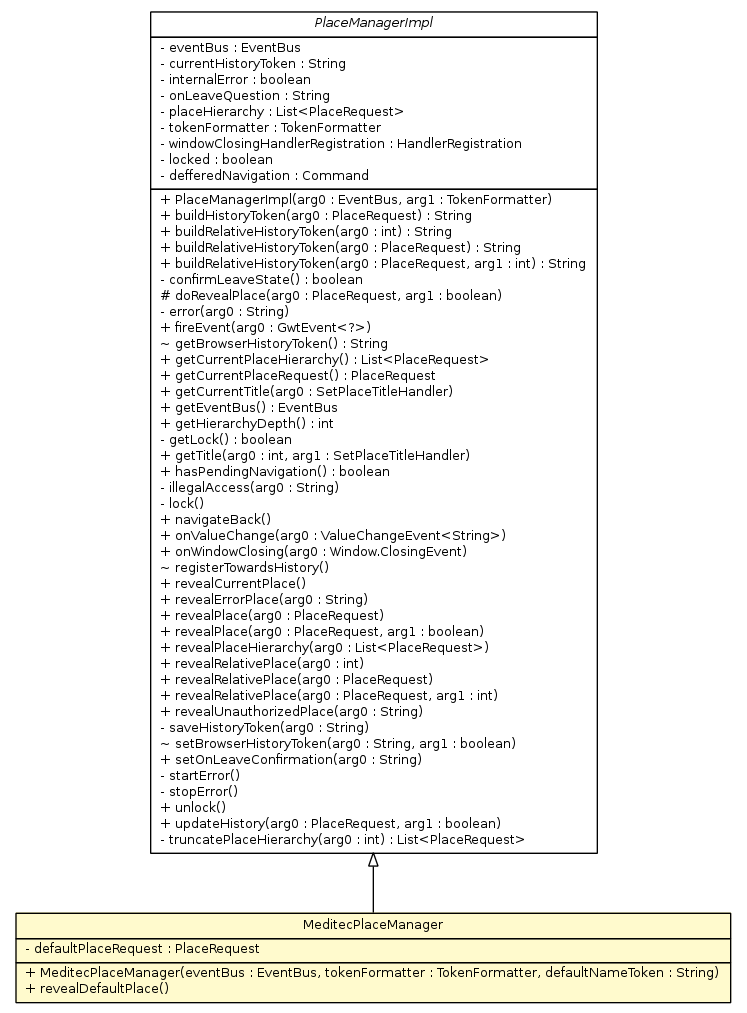 PlaceManagerImpl
- eventBus : EventBus
- currentHistoryToken : String
- internalError : boolean
- onLeaveQuestion : String
- placeHierarchy : List<PlaceRequest>
- tokenFormatter : TokenFormatter
- windowClosingHandlerRegistration : HandlerRegistration
- locked : boolean
- defferedNavigation : Command
+ PlaceManagerImpl(arg0 : EventBus, arg1 : TokenFormatter)
+ buildHistoryToken(arg0 : PlaceRequest) : String
+ buildRelativeHistoryToken(arg0 : int) : String
+ buildRelativeHistoryToken(arg0 : PlaceRequest) : String
+ buildRelativeHistoryToken(arg0 : PlaceRequest, arg1 : int) : String
- confirmLeaveState() : boolean
# doRevealPlace(arg0 : PlaceRequest, arg1 : boolean)
- error(arg0 : String)
+ fireEvent(arg0 : GwtEvent<?>)
~ getBrowserHistoryToken() : String
+ getCurrentPlaceHierarchy() : List<PlaceRequest>
+ getCurrentPlaceRequest() : PlaceRequest
+ getCurrentTitle(arg0 : SetPlaceTitleHandler)
+ getEventBus() : EventBus
+ getHierarchyDepth() : int
- getLock() : boolean
+ getTitle(arg0 : int, arg1 : SetPlaceTitleHandler)
+ hasPendingNavigation() : boolean
- illegalAccess(arg0 : String)
- lock()
+ navigateBack()
+ onValueChange(arg0 : ValueChangeEvent<String>)
+ onWindowClosing(arg0 : Window.ClosingEvent)
~ registerTowardsHistory()
+ revealCurrentPlace()
+ revealErrorPlace(arg0 : String)
+ revealPlace(arg0 : PlaceRequest)
+ revealPlace(arg0 : PlaceRequest, arg1 : boolean)
+ revealPlaceHierarchy(arg0 : List<PlaceRequest>)
+ revealRelativePlace(arg0 : int)
+ revealRelativePlace(arg0 : PlaceRequest)
+ revealRelativePlace(arg0 : PlaceRequest, arg1 : int)
+ revealUnauthorizedPlace(arg0 : String)
- saveHistoryToken(arg0 : String)
~ setBrowserHistoryToken(arg0 : String, arg1 : boolean)
+ setOnLeaveConfirmation(arg0 : String)
- startError()
- stopError()
+ unlock()
+ updateHistory(arg0 : PlaceRequest, arg1 : boolean)
- truncatePlaceHierarchy(arg0 : int) : List<PlaceRequest>
MeditecPlaceManager
- defaultPlaceRequest : PlaceRequest
+ MeditecPlaceManager(eventBus : EventBus, tokenFormatter : TokenFormatter, defaultNameToken : String)
+ revealDefaultPlace()